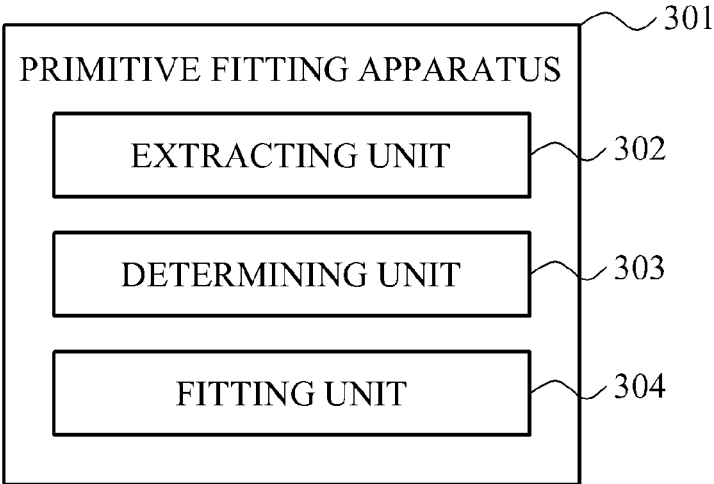 301
PRIMITIVE FITTING APPARATUS
EXTRACTING UNIT
302
DETERMINING UNIT
303
FITTING UNIT
304